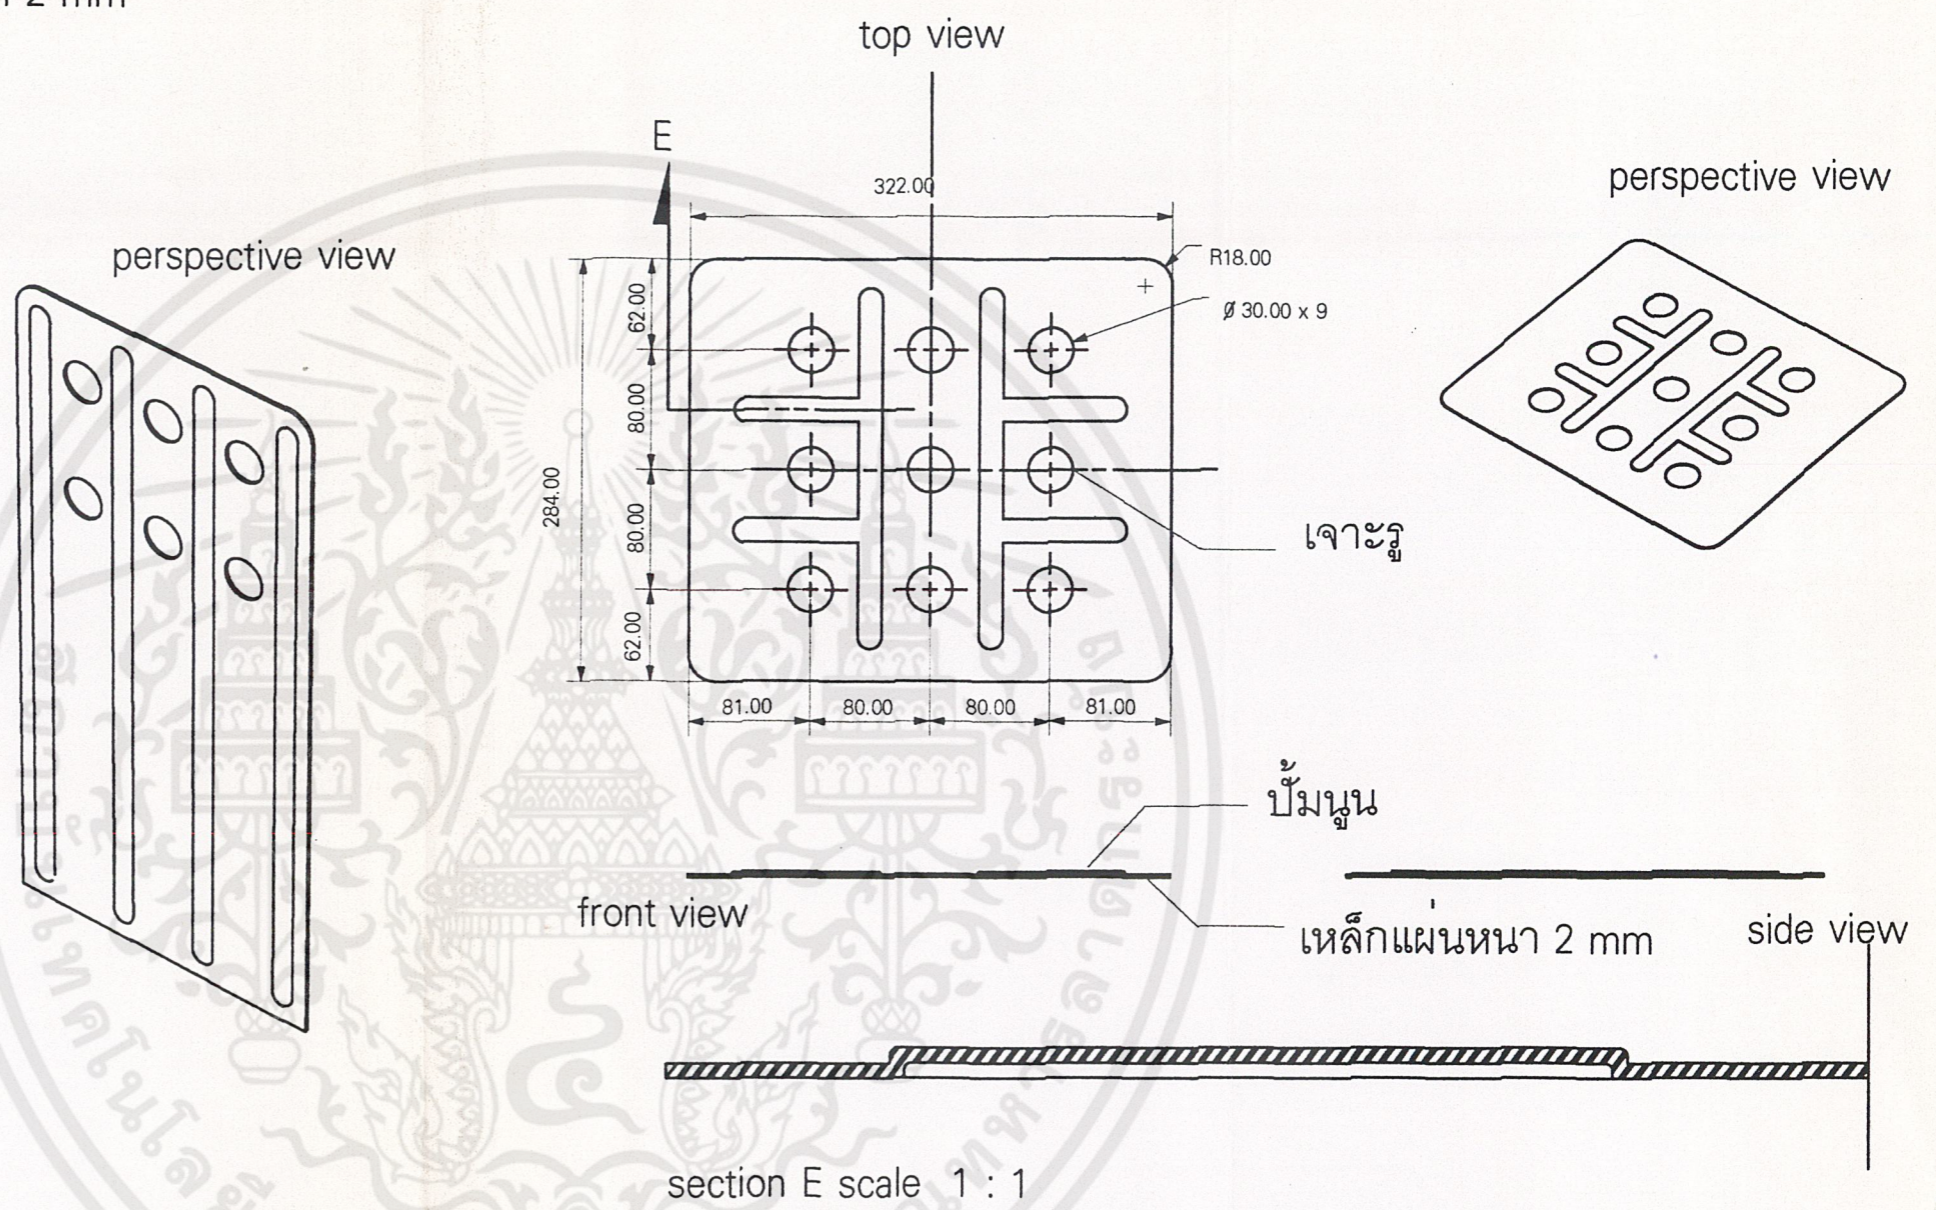 2 mm
top view
E
322.00
perspective view
perspective view
R18.00
Ø 30.00 x 9
62.00
80.00
284.00
80.00
62.00
เจาะรู
81.00
80.00
80.00
81.00
ปั้มนูน
front view
เหล็กแผ่นหนา 2 mm
side view
section E scale 1 : 1